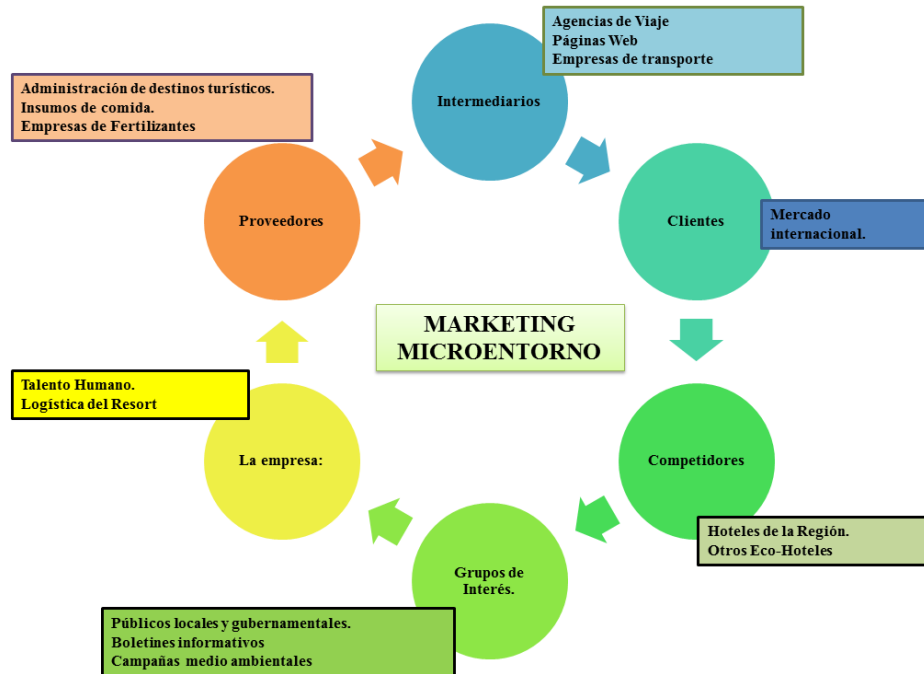 Agencias de Viaje
Páginas Web
Empresas de transporte
Intermediarios
Administración de destinos turísticos.
Insumos de comida.
Empresas de Fertilizantes
Proveedores
Clientes
Mercado
internacional.
MARKETING
MICROENTORNO
Talento Humano.
Logística del Resort
La empresa:
Competidores
Hoteles de la Región.
Otros Eco-Hoteles
Grupos de
Interés.
Públicos locales y gubernamentales.
Boletines informativos
Campañas medio ambientales